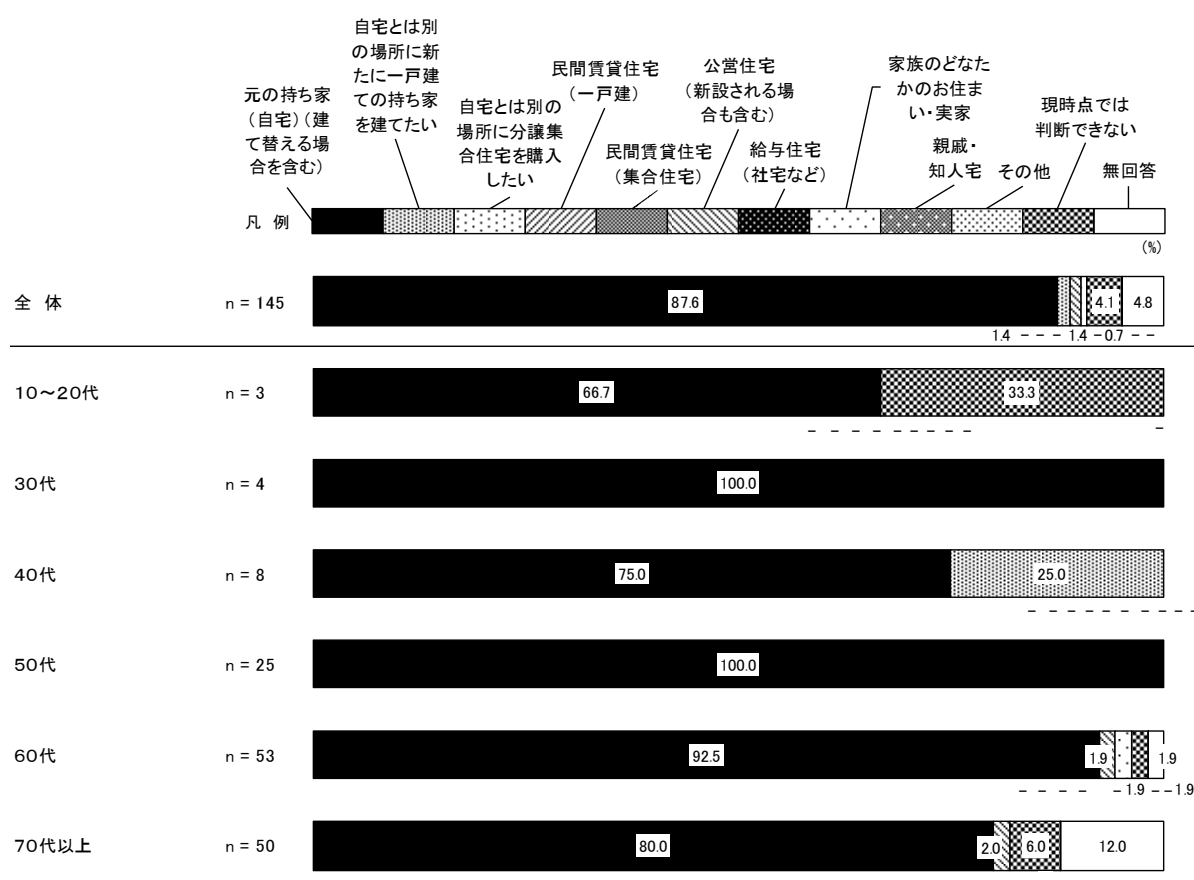 元の持ち家
(自宅)(建
て替える場
合を含む)
自宅とは別
の場所に新
たに一戸建
ての持ち家
を建てたい
自宅とは別の
場所に分譲集
合住宅を購入
したい
民間賃貸住宅
(一戸建)
民間賃貸住宅
(集合住宅)
公営住宅
(新設される場
合も含む)
給与住宅
(社宅など)
家族のどなた
かのお住ま
い・実家
親戚・
知人宅
その他
現時点では
判断できない
無回答
凡 例
(%)
全 体 n = 145 87.6 4.1 4.8
1.4 - - - 1.4 - 0.7 - -
10～20代 n = 3 66.7 33.3
- - - - - - - - - -
30代 n = 4 100.0
40代 n = 8 75.0 25.0
- - - - - - - - - -
50代 n = 25 100.0
60代 n = 53 92.5 1.9 1.9
- - - - - 1.9 - - 1.9
70代以上 n = 50 80.0 2.0 6.0 12.0